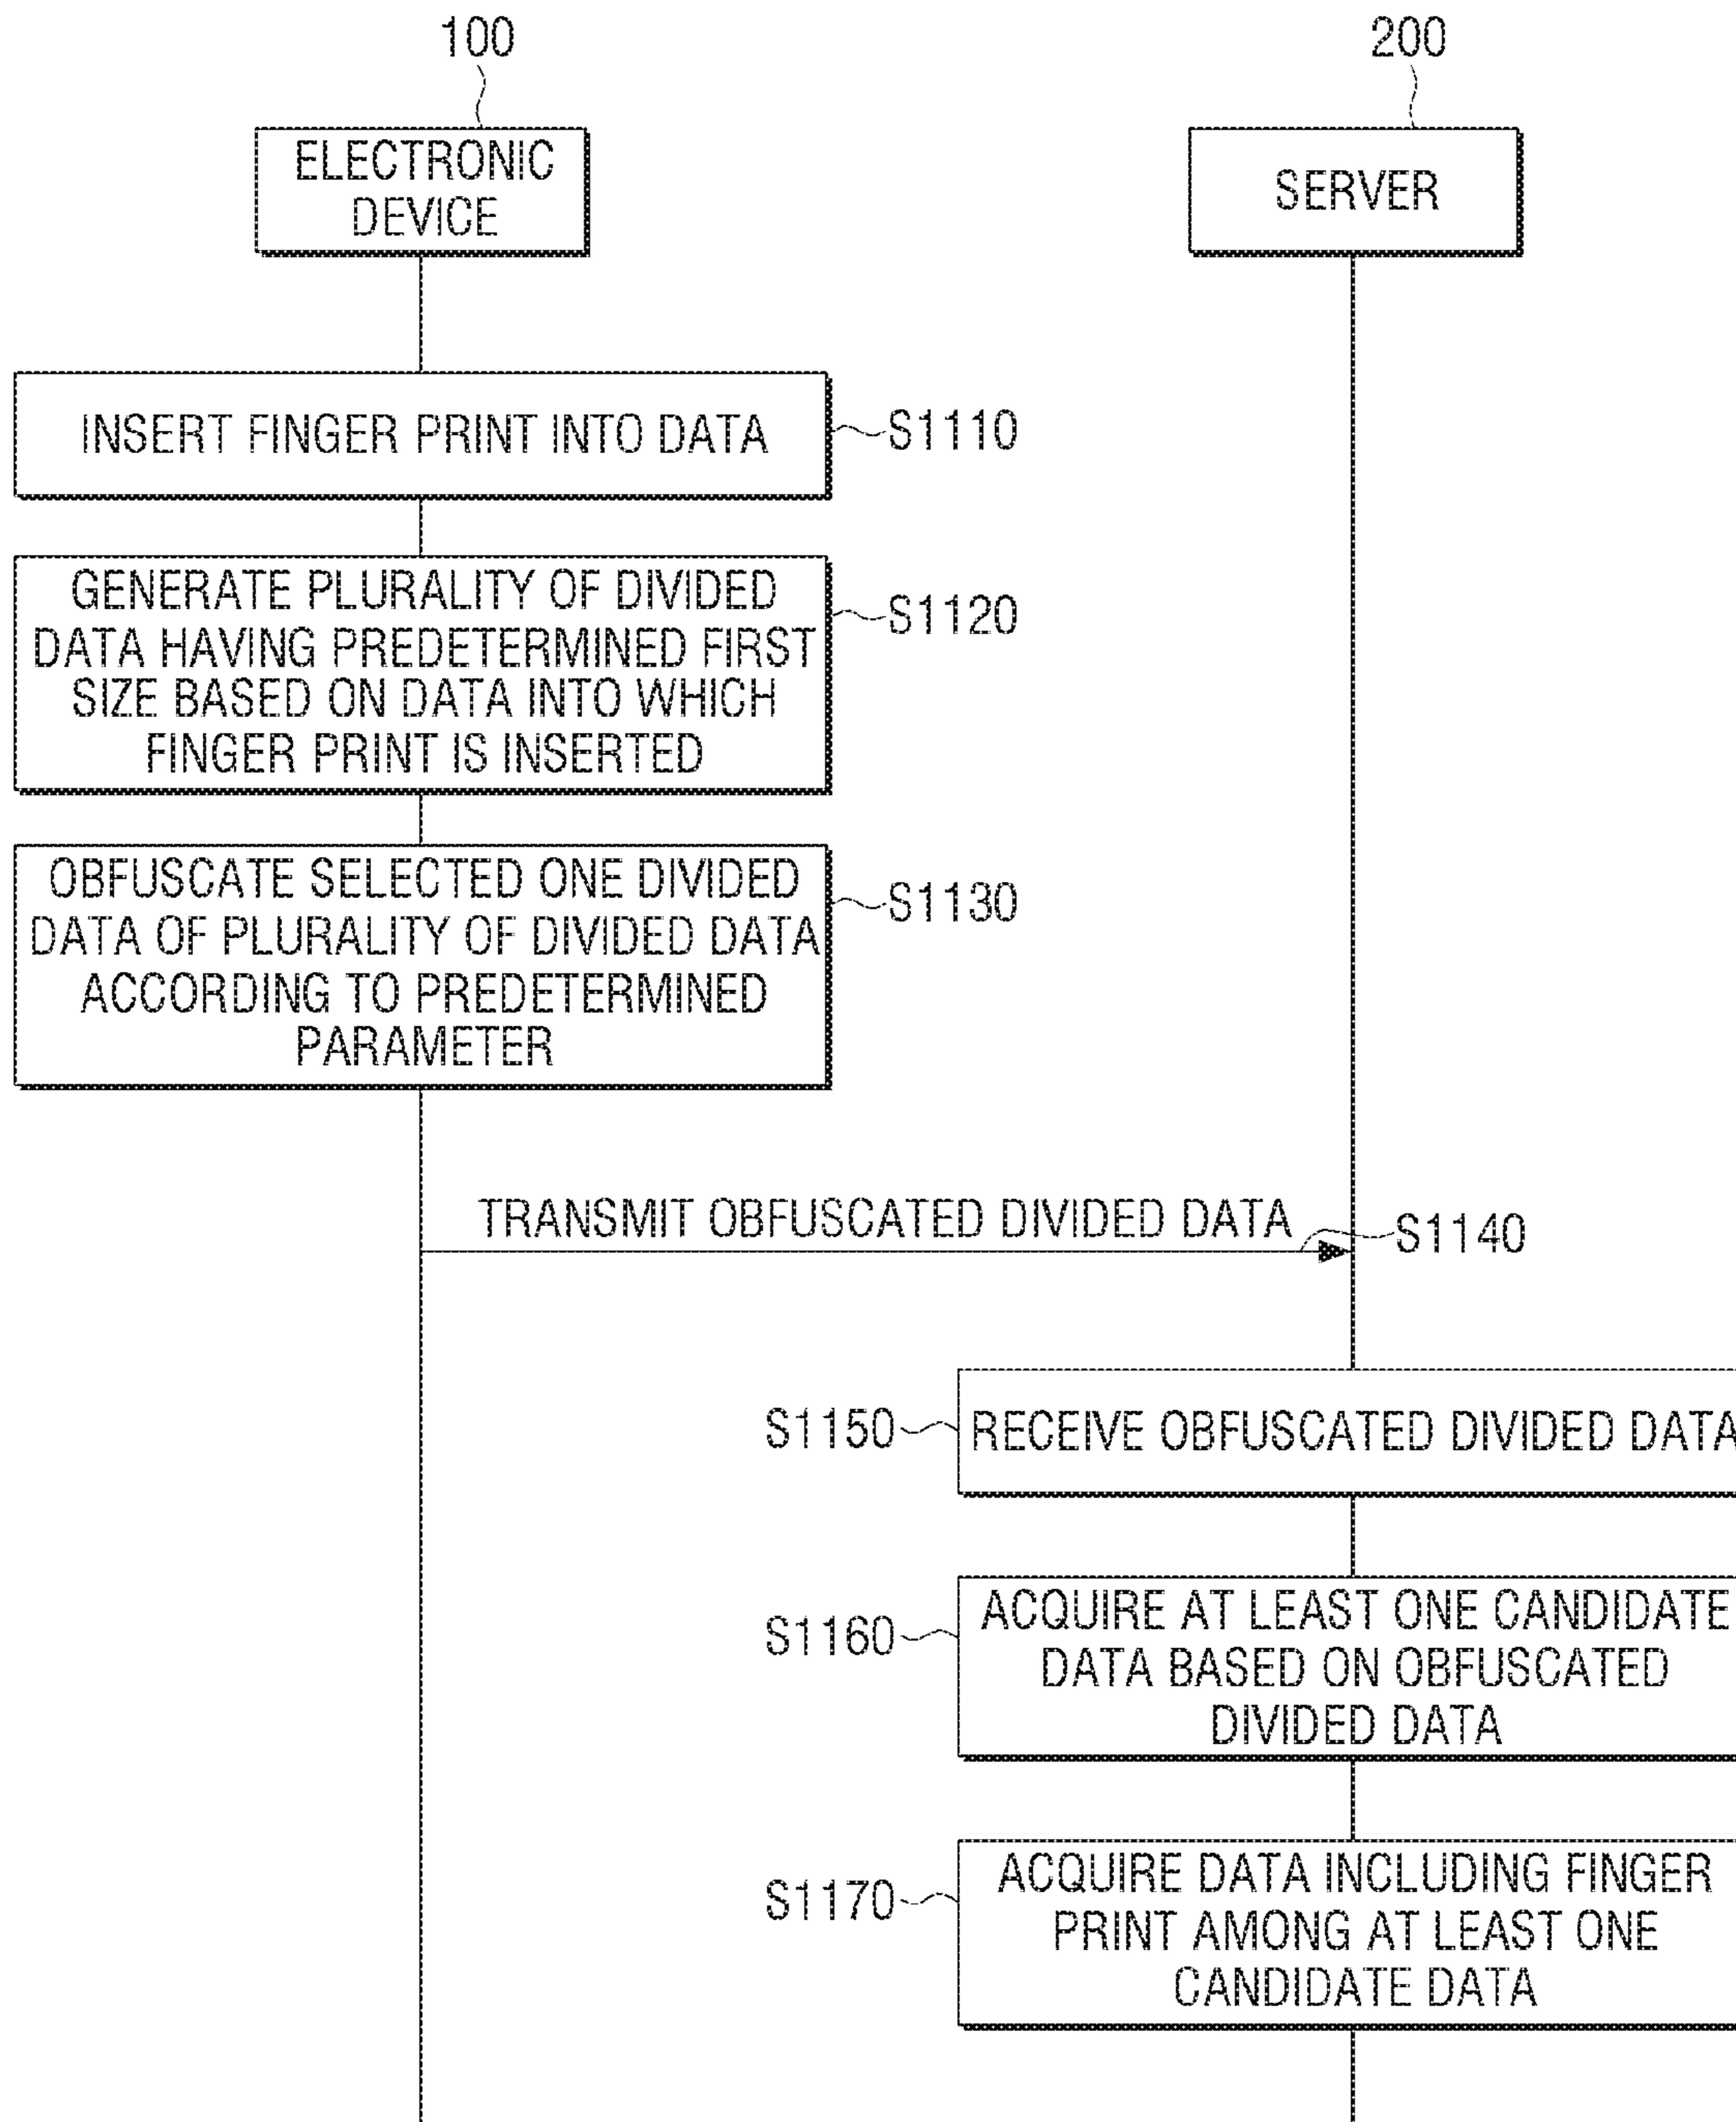 100
200
ELECTRONIC
DEVICE
SERVER
INSERT FINGER PRINT INTO DATA
S1110
GENERATE PLURALITY OF DIVIDED
DATA HAVING PREDETERMINED FIRST
SIZE BASED ON DATA INTO WHICH
FINGER PRINT IS INSERTED
S1120
OBFUSCATE SELECTED ONE DIVIDED
DATA OF PLURALITY OF DIVIDED DATA
ACCORDING TO PREDETERMINED
PARAMETER
S1130
TRANSMIT OBFUSCATED DIVIDED DATA
S1140
S1150
RECEIVE OBFUSCATED DIVIDED DATA
S1160
ACQUIRE AT LEAST ONE CANDIDATE
DATA BASED ON OBFUSCATED
DIVIDED DATA
S1170
ACQUIRE DATA INCLUDING FINGER
PRINT AMONG AT LEAST ONE
CANDIDATE DATA